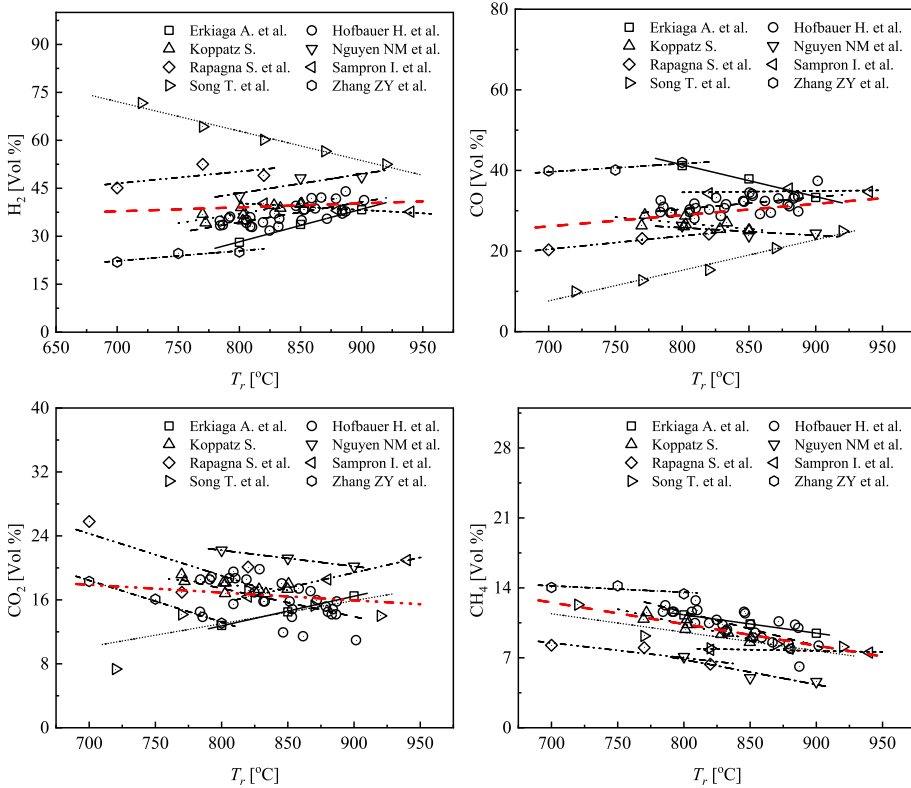 90
75
60
45
30
15
0
H₂ [Vol %]
Erkiaga A. et al.
Koppatz S.
Rapagna S. et al.
Song T. et al.
Hofbauer H. et al.
Nguyen NM et al.
Sampron I. et al.
Zhang ZY et al.
650 700 750 800 850 900 950
Tᵣ [°C]
80
60
40
20
0
CO [Vol %]
Erkiaga A. et al.
Koppatz S.
Rapagna S. et al.
Song T. et al.
Hofbauer H. et al.
Nguyen NM et al.
Sampron I. et al.
Zhang ZY et al.
700 750 800 850 900 950
Tᵣ [°C]
40
32
24
16
8
0
CO₂ [Vol %]
Erkiaga A. et al.
Koppatz S.
Rapagna S. et al.
Song T. et al.
Hofbauer H. et al.
Nguyen NM et al.
Sampron I. et al.
Zhang ZY et al.
700 750 800 850 900 950
Tᵣ [°C]
28
21
14
7
0
CH₄ [Vol %]
Erkiaga A. et al.
Koppatz S.
Rapagna S. et al.
Song T. et al.
Hofbauer H. et al.
Nguyen NM et al.
Sampron I. et al.
Zhang ZY et al.
700 750 800 850 900 950
Tᵣ [°C]